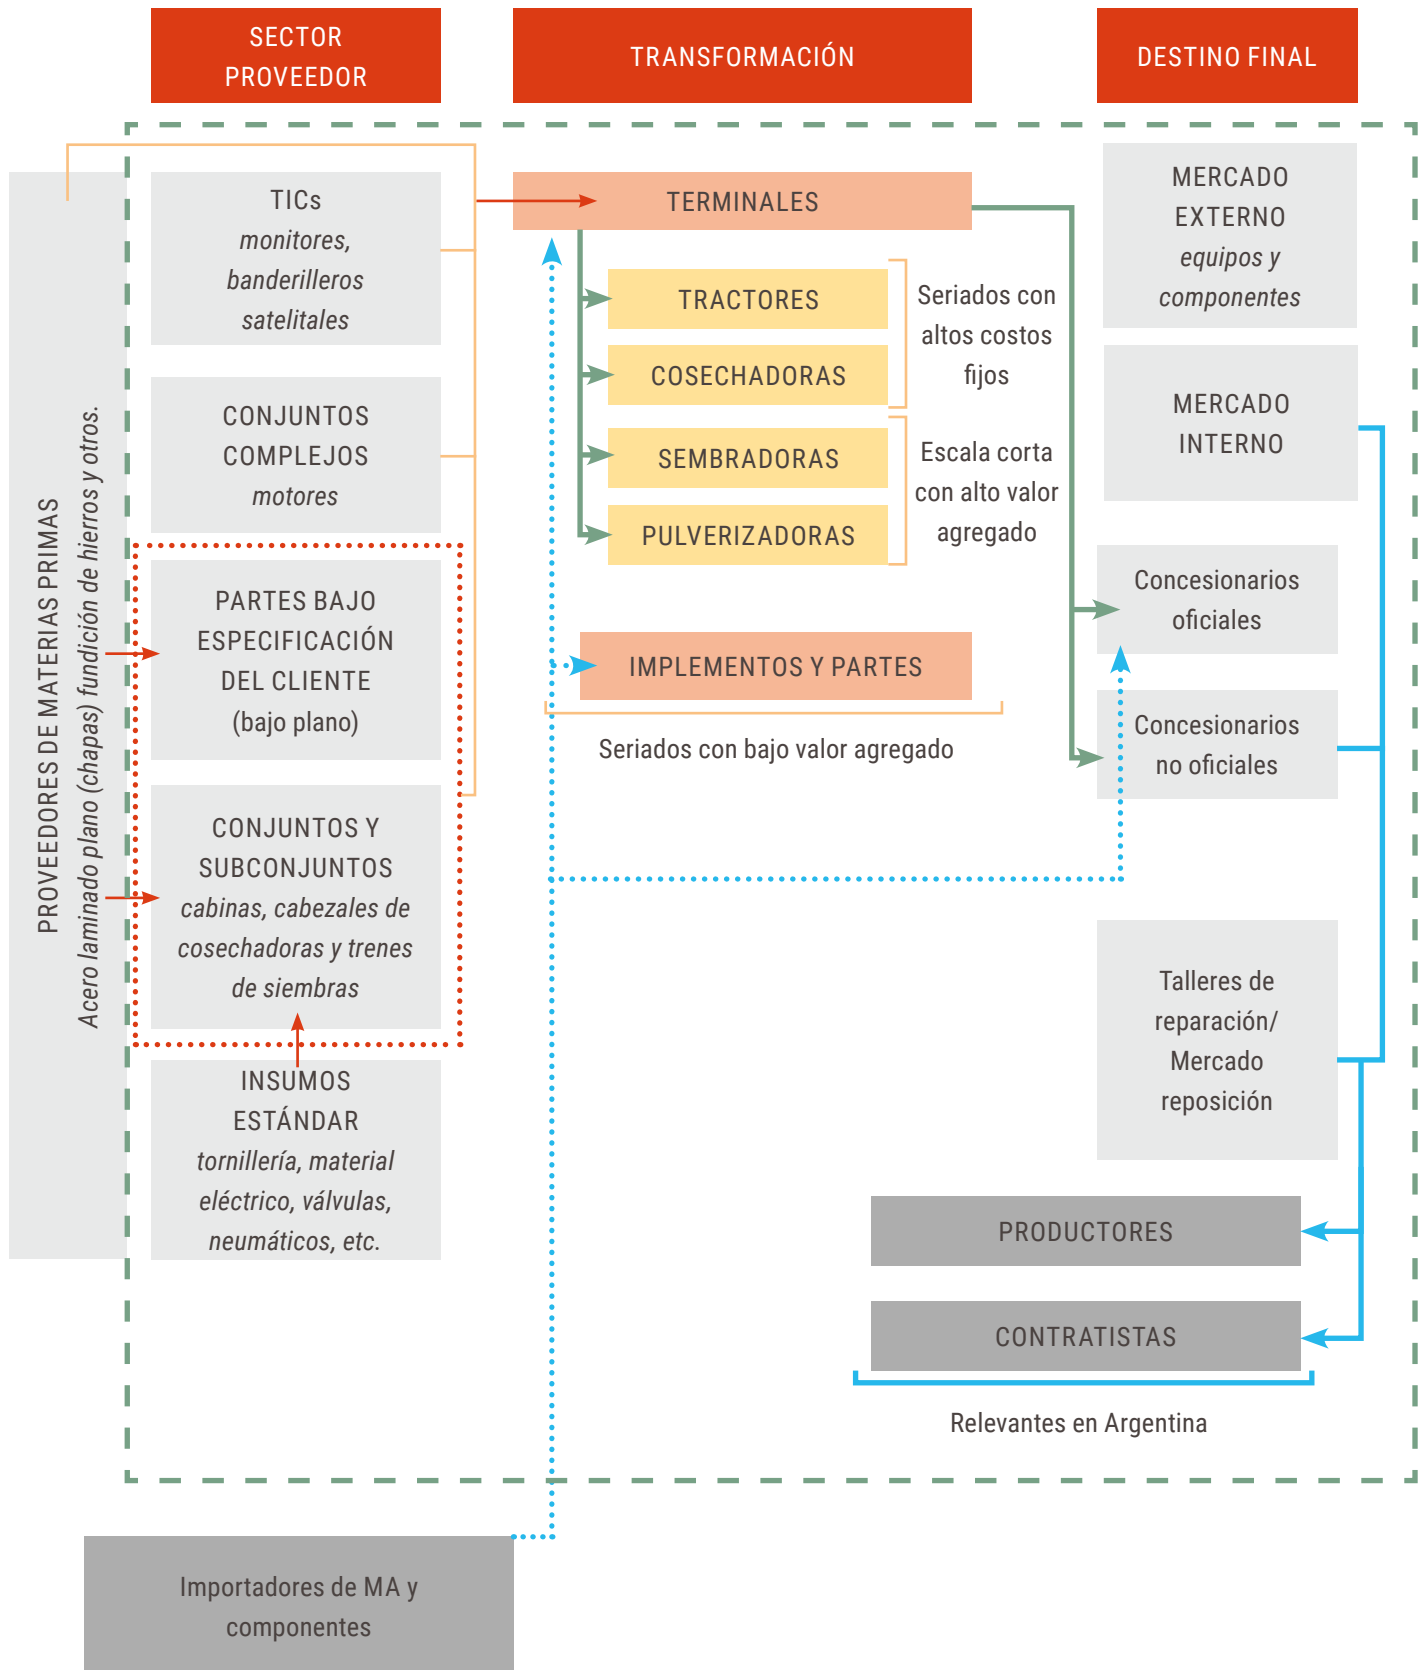 SECTOR
PROVEEDOR
TRANSFORMACIÓN
DESTINO FINAL
PROVEEDORES DE MATERIAS PRIMAS
Acero laminado plano (chapas) fundición de hierros y otros.
TICs
monitores,
banderilleros
satelitales
CONJUNTOS
COMPLEJOS
motores
PARTES BAJO
ESPECIFICACIÓN
DEL CLIENTE
(bajo plano)
CONJUNTOS Y
SUBCONJUNTOS
cabinas, cabezales de
cosechadoras y trenes
de siembras
INSUMOS
ESTÁNDAR
tornillería, material
eléctrico, válvulas,
neumáticos, etc.
TERMINALES
TRACTORES
COSECHADORAS
Seriados con
altos costos
fijos
SEMBRADORAS
PULVERIZADORAS
Escala corta
con alto valor
agregado
IMPLEMENTOS Y PARTES
Seriados con bajo valor agregado
MERCADO
EXTERNO
equipos y
componentes
MERCADO
INTERNO
Concesionarios
oficiales
Concesionarios
no oficiales
Talleres de
reparación/
Mercado
reposición
PRODUCTORES
CONTRATISTAS
Relevantes en Argentina
Importadores de MA y
componentes